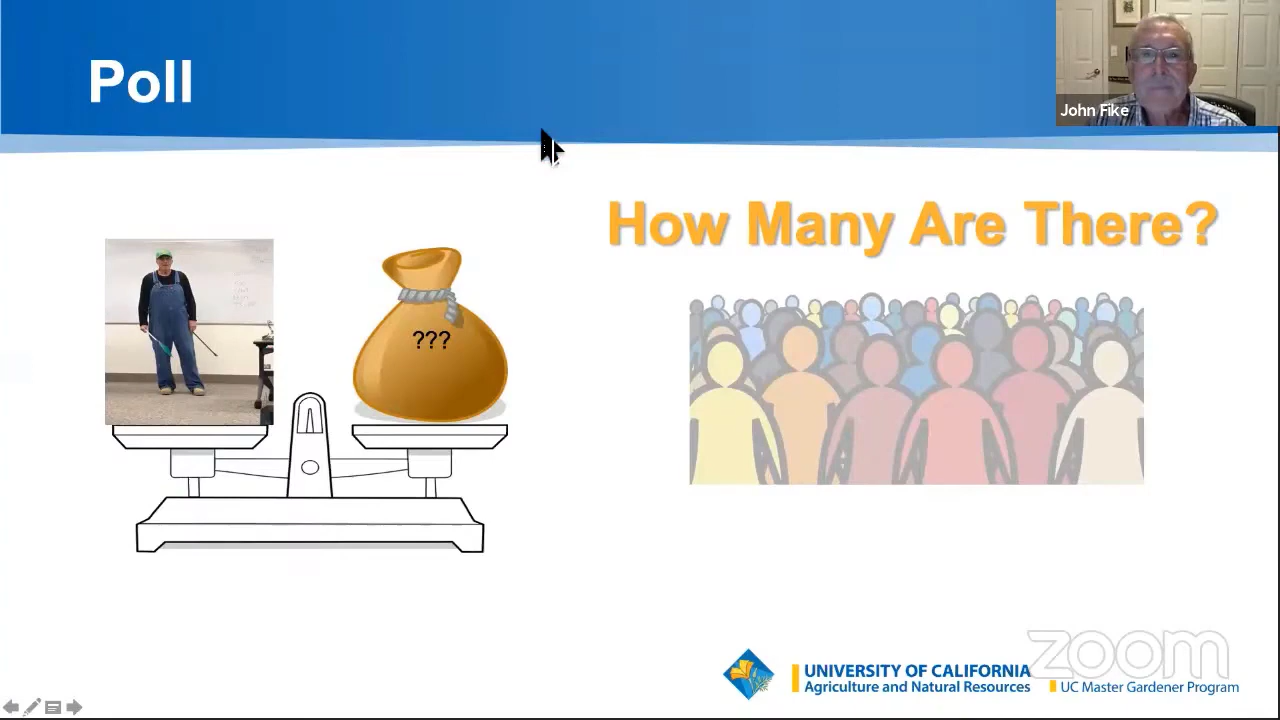 Poll
John Fike
How Many Are There?
???
zoom
UNIVERSITY OF CALIFORNIA
Agriculture and Natural Resources
UC Master Gardener Program